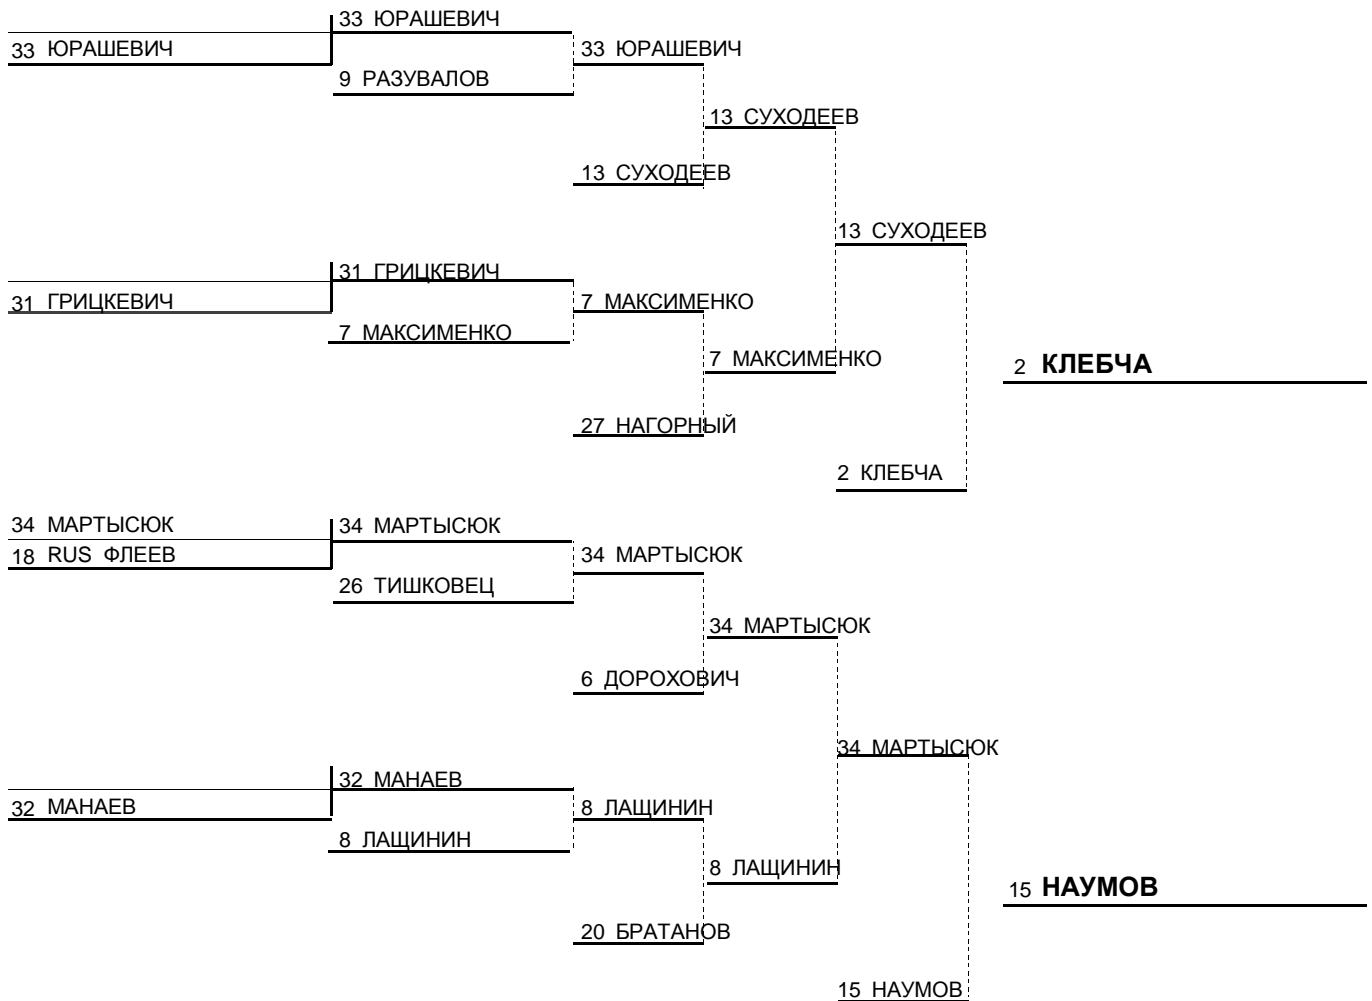 33 ЮРАШЕВИЧ
33 ЮРАШЕВИЧ
33 ЮРАШЕВИЧ
9 РАЗУВАЛОВ
13 СУХОДЕЕВ
13 СУХОДЕЕВ
13 СУХОДЕЕВ
31 ГРИЦКЕВИЧ
31 ГРИЦКЕВИЧ
7 МАКСИМЕНКО
7 МАКСИМЕНКО
7 МАКСИМЕНКО
2 КЛЕБЧА
27 НАГОРНЫЙ
2 КЛЕБЧА
34 МАРТЫСЮК
34 МАРТЫСЮК
18 RUS ФЛЕЕВ
34 МАРТЫСЮК
26 ТИШКОВЕЦ
34 МАРТЫСЮК
6 ДОРОХОВИЧ
34 МАРТЫСЮК
32 МАНАЕВ
32 МАНАЕВ
8 ЛАЩИНИН
8 ЛАЩИНИН
8 ЛАЩИНИН
15 НАУМОВ
20 БРАТАНОВ
15 НАУМОВ